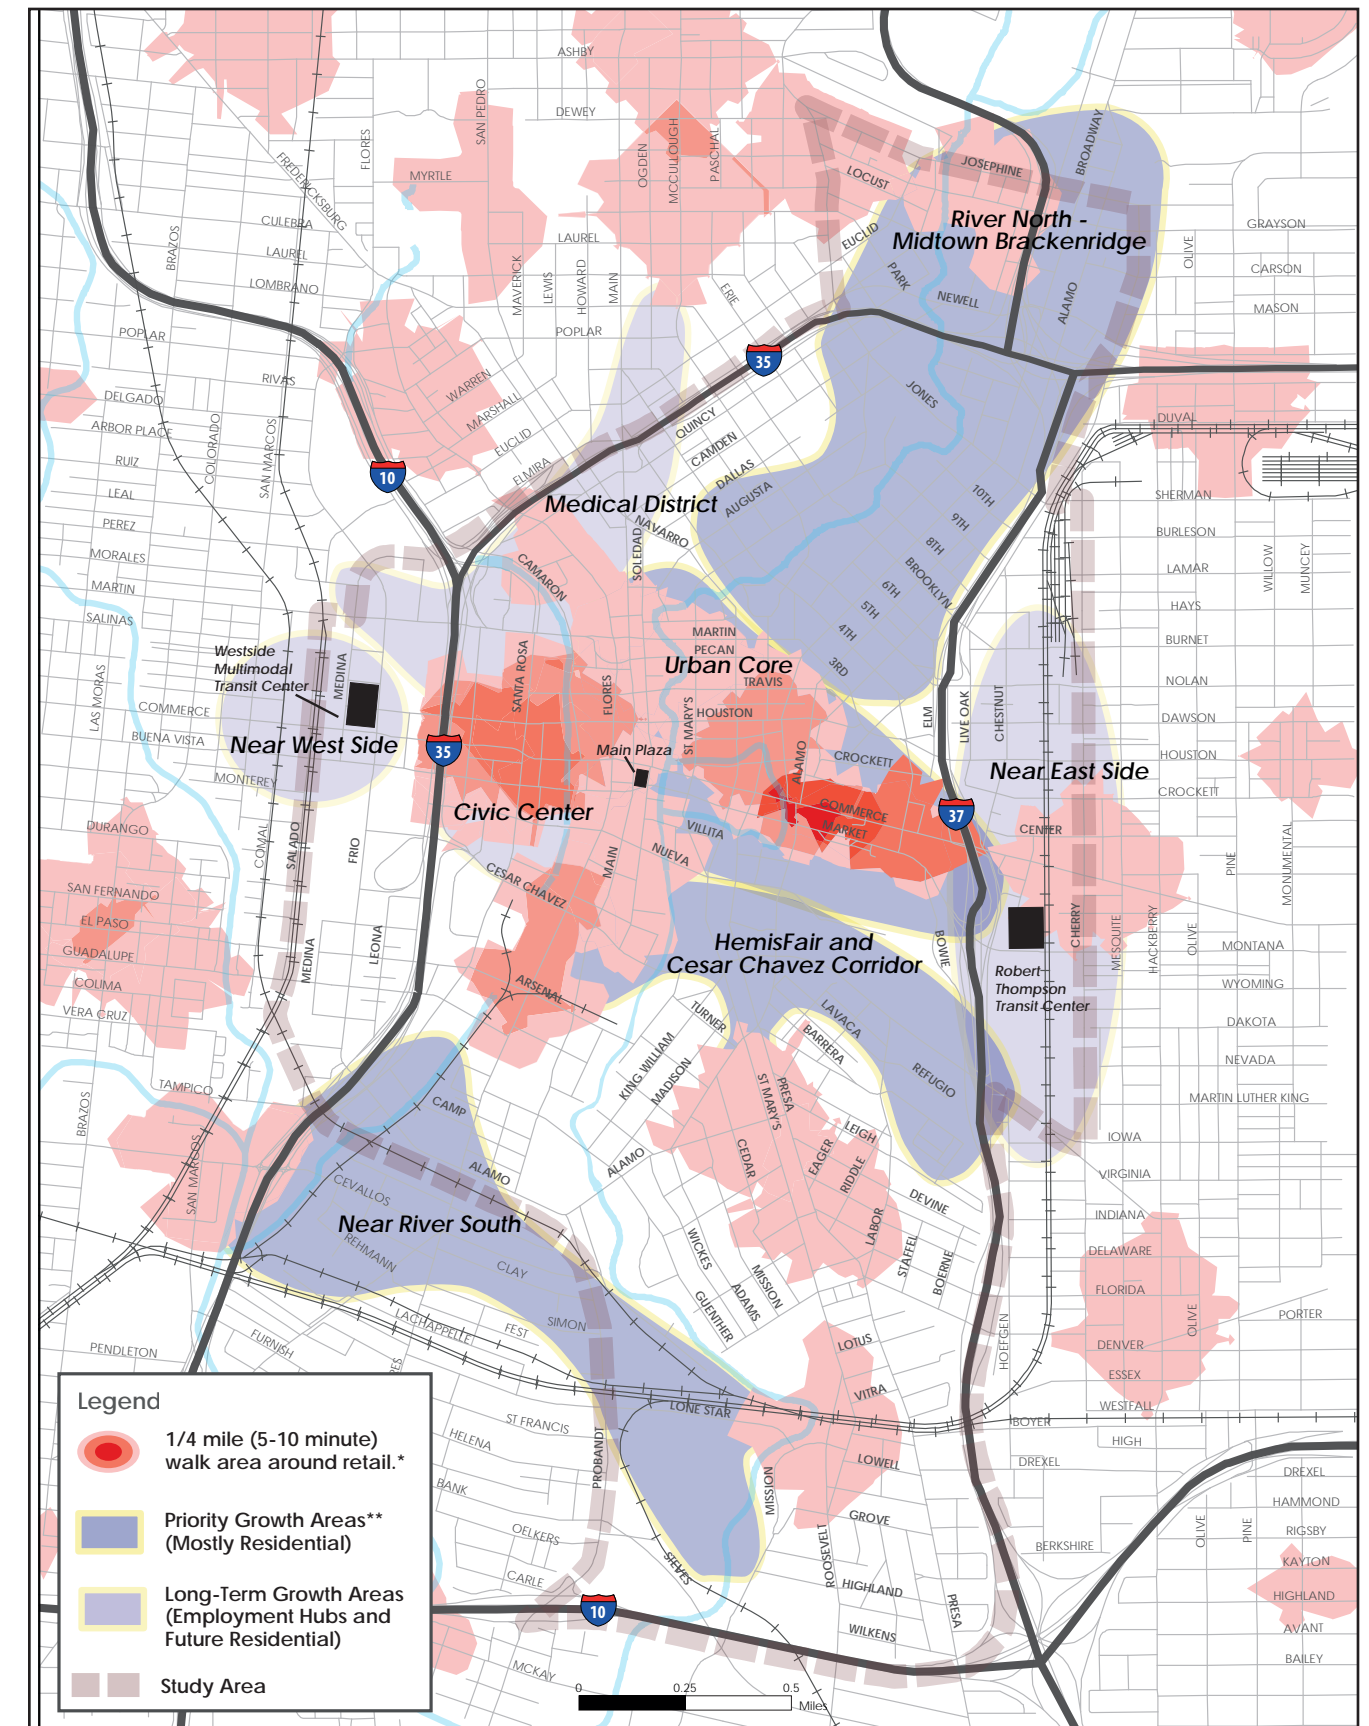 ASHBY
DEWEY
SAN PEDRO
FLORES
FREDERICKSBURG
MYRTLE
OGDEN
MCCULLOUGH
PASCHAL
LOCUST
JOSEPHINE
BROADWAY
CULEBRA
LAUREL
LOMBRANO
BRAZOS
LAUREL
MAVERICK
LEWIS
HOWARD
MAIN
ERIE
EUCLID
PARK
NEWELL
ALAMO
River North -
Midtown Brackenridge
OLIVE
GRAYSON
CARSON
MASON
POPLAR
POPLAR
RIVAS
DELGADO
ARBOR PLACE
RUIZ
LEAL
PEREZ
MORALES
MARTIN
SALINAS
COLORADO
SAN MARCOS
WARREN
MARSHALL
EUCLID
ELMIRA
35
10
QUINCY
CAMDEN
DALLAS
AUGUSTA
JONES
DUVAL
Medical District
NAVARRO
SOLEDAD
CAMARON
10TH
9TH
8TH
BROOKLYN
6TH
5TH
4TH
3RD
SHERMAN
BURLESON
LAMAR
HAYS
BURNET
NOLAN
DAWSON
HOUSTON
CROCKETT
WILLOW
MUNCEY
Westside
Multimodal
Transit Center
MEDINA
LAS MORAS
COMMERCE
BUENA VISTA
MONTEREY
Near West Side
35
SANTA ROSA
FLORES
MARTIN
PECAN
Urban Core
TRAVIS
HOUSTON
ST MARY'S
Main Plaza
ALAMO
CROCKETT
COMMERCE
MARKET
VILLITA
NUEVA
ELM
LIVE OAK
CHESTNUT
Near East Side
37
CENTER
Civic Center
CESAR CHAVEZ
MAIN
DURANGO
SAN FERNANDO
EL PASO
GUADALUPE
COLIMA
VERA CRUZ
COMAL
SALADO
FRIO
MEDINA
LEONA
ARSENAL
HemisFair and
Cesar Chavez Corridor
BOWIE
Robert
Thompson
Transit Center
CHERRY
MESQUITE
HACKBERRY
OLIVE
PINE
MONUMENTAL
MONTANA
WYOMING
DAKOTA
NEVADA
MARTIN LUTHER KING
IOWA
VIRGINIA
INDIANA
DELAWARE
FLORIDA
DENVER
ESSEX
WESTFALL
OLIVE
PORTER
TURNER
KING WILLIAM
MADISON
LAVACA
BARRERA
REFUGIO
PRESA
ST MARY'S
LEIGH
EAGER
RIDDLE
CEDAR
LABOR
DEVINE
STAFFEL
BOERNE
ALAMO
WICKES
MISSION
ADAMS
GUENTHER
TAMPICO
BRAZOS
SAN MARCOS
CAMP
ALAMO
CEVALLOS
Near River South
REHMANN
CLAY
SIMON
LACHAPPELLE
FEST
FURNISH
PENDLETON
LONE STAR
LOTUS
VITRA
LOWELL
GROVE
HOEFGEN
BOYER
HIGH
DREXEL
DREXEL
HAMMOND
RIGSBY
KAYTON
HIGHLAND
AVANT
BAILEY
OLIVE
PINE
BERKSHIRE
ST FRANCIS
HELENA
BANK
OELKERS
CARLE
MCKAY
PROBANDT
STEVES
MISSION
ROOSEVELT
HIGHLAND
WILKENS
PRESA
10
Legend
1/4 mile (5-10 minute)
walk area around retail.*
Priority Growth Areas**
(Mostly Residential)
Long-Term Growth Areas
(Employment Hubs and
Future Residential)
Study Area
0 0.25 0.5
Miles